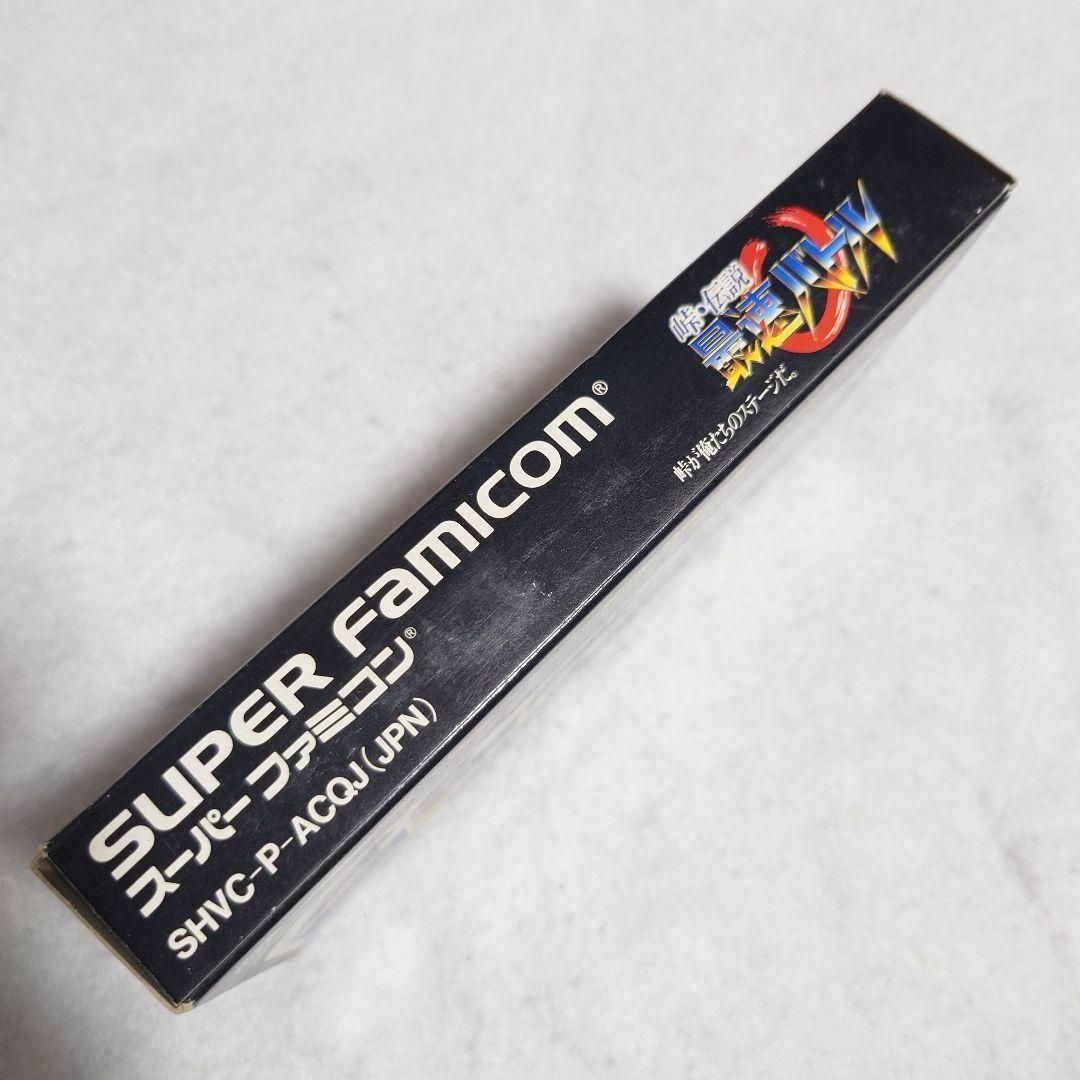 SUPER FAMICOM®
スーパーファミコン®
SHVC-P-ACQJ(JPN)
峠・伝説
最速バトル
峠が俺たちのステージだ。